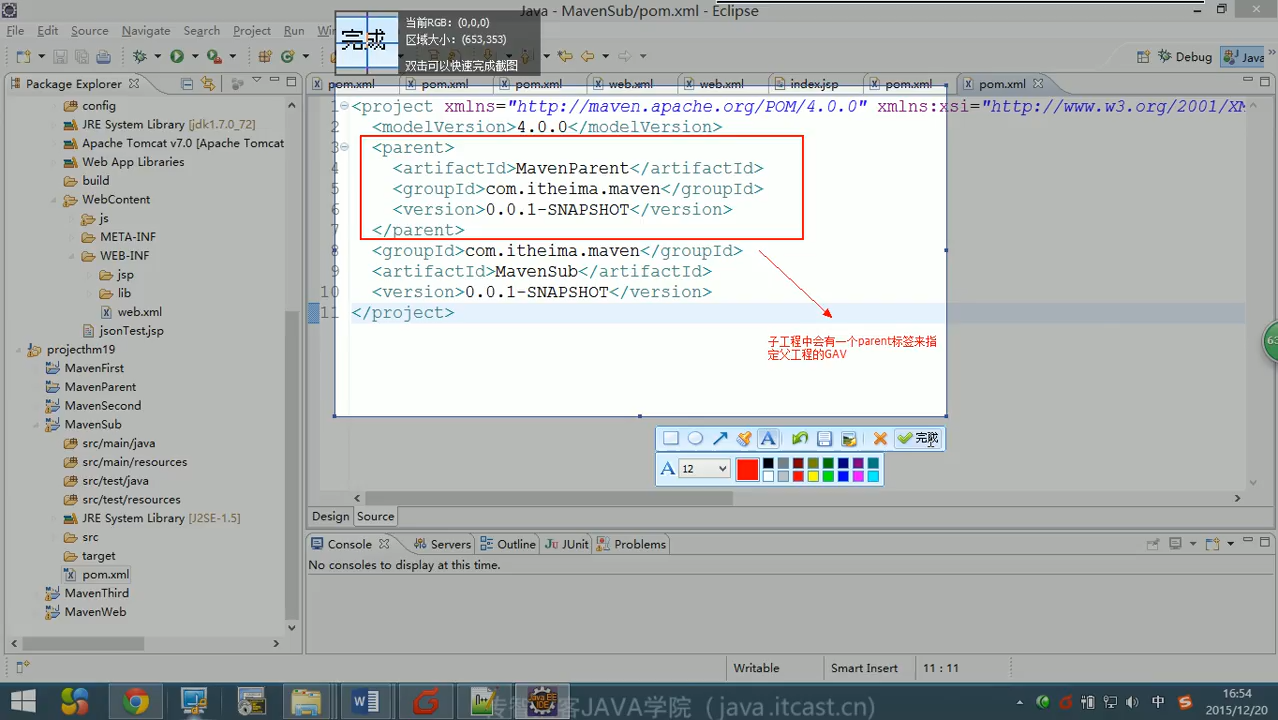 Java - MavenSub/pom.xml - Eclipse
File Edit Source Navigate Search Project Run
完成
当前RGB：(0,0,0)
区域大小：(653,353)
双击可以快速完成截图
Debug Java
Package Explorer
pom.xml pom.xml pom.xml web.xml web.xml index.jsp pom.xml pom.xml
config
JRE System Library [jdk1.7.0_72]
Apache Tomcat v7.0 [Apache Tomcat
Web App Libraries
build
WebContent
js
META-INF
WEB-INF
jsp
lib
web.xml
jsonTest.jsp
projecthm19
MavenFirst
MavenParent
MavenSecond
MavenSub
src/main/java
src/main/resources
src/test/java
src/test/resources
JRE System Library [J2SE-1.5]
src
target
pom.xml
MavenThird
MavenWeb
1 <project xmlns="http://maven.apache.org/POM/4.0.0" xmlns:xsi="http://www.w3.org/2001/XM
2 <modelVersion>4.0.0</modelVersion>
3 <parent>
4 <artifactId>MavenParent</artifactId>
5 <groupId>com.itheima.maven</groupId>
6 <version>0.0.1-SNAPSHOT</version>
7 </parent>
8 <groupId>com.itheima.maven</groupId>
9 <artifactId>MavenSub</artifactId>
10 <version>0.0.1-SNAPSHOT</version>
11 </project>
子工程中会有一个parent标签来指
定父工程的GAV
A 完成
A 12
Design Source
Console Servers Outline JUnit Problems
No consoles to display at this time.
Writable Smart Insert 11 : 11
中 16:54
2015/12/20
java.itcast.cn